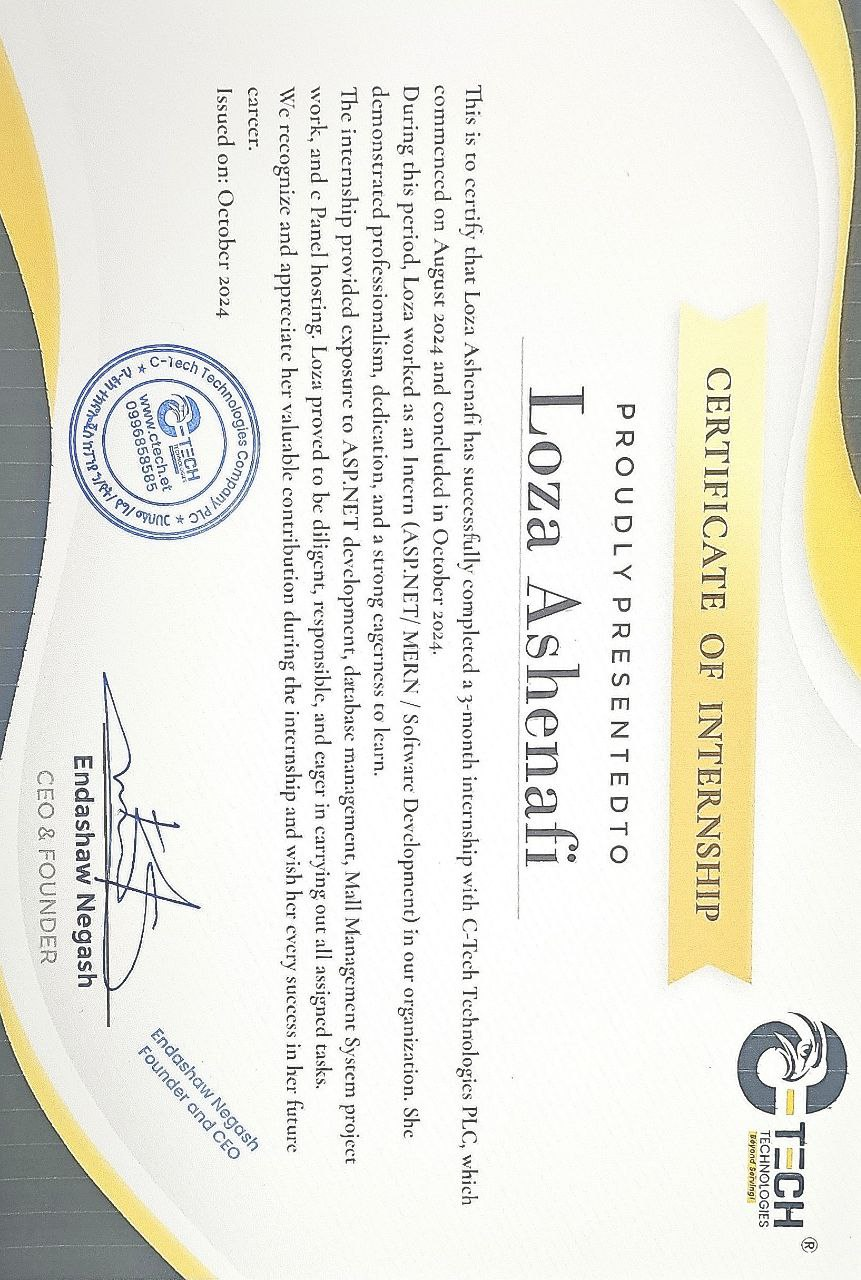 C-TECH ®
TECHNOLOGIES
Beyond Serving!
CERTIFICATE OF INTERNSHIP
PROUDLY PRESENTEDTO
Loza Ashenafi
This is to certify that Loza Ashenafi has successfully completed a 3-month internship with C-Tech Technologies PLC, which
commenced on August 2024 and concluded in October 2024.
During this period, Loza worked as an Intern (ASP.NET/ MERN / Software Development) in our organization. She
demonstrated professionalism, dedication, and a strong eagerness to learn.
The internship provided exposure to ASP.NET development, database management, Mall Management System project
work, and c Panel hosting. Loza proved to be diligent, responsible, and eager in carrying out all assigned tasks.
We recognize and appreciate her valuable contribution during the internship and wish her every success in her future
career.
Issued on: October 2024
C-Tech Technologies Company PLC
C-TECH
TECHNOLOGIES
www.ctech.et
0996858585
Endashaw Negash
CEO & FOUNDER
Endashaw Negash
Founder and CEO